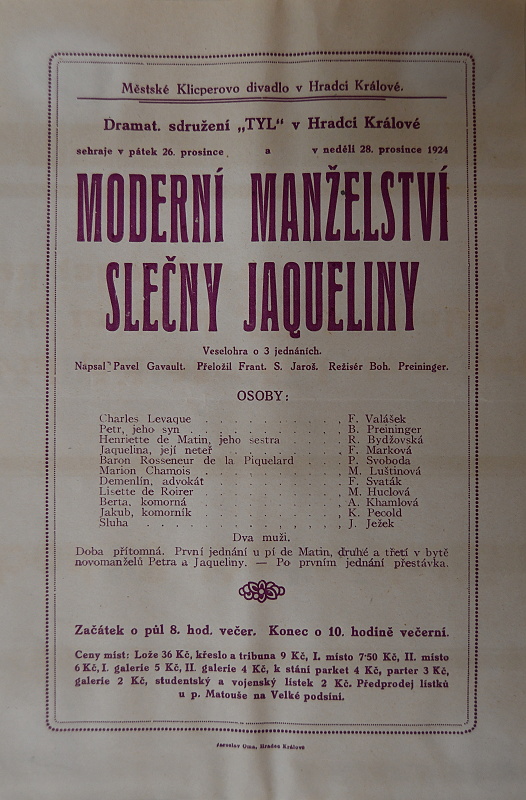 Městské Klicperovo divadlo v Hradci Králové.
Dramat. sdružení „TYL“ v Hradci Králové
sehraje v pátek 26. prosince a v neděli 28. prosince 1924
MODERNÍ MANŽELSTVÍ
SLEČNY JAQUELINY
Veselohra o 3 jednáních.
Napsal Pavel Gavault. Přeložil Frant. S. Jaroš. Režisér Boh. Preininger.
OSOBY:
Charles Levaque . . . . . . . . . . F. Valášek
Petr, jeho syn . . . . . . . . . . B. Preininger
Henriette de Matin, jeho sestra . . . . R. Bydžovská
Jaquelina, její neteř . . . . . . . . F. Marková
Baron Rosseneur de la Piquelard . . . P. Svoboda
Marion Chamois . . . . . . . . . M. Luštinová
Demenlín, advokát . . . . . . . . F. Svaták
Lisette de Roirer . . . . . . . . . M. Huclová
Berta, komorná . . . . . . . . . A. Khamlová
Jakub, komorník . . . . . . . . . K. Pecold
Sluha . . . . . . . . . . . . J. Ježek
Dva muži.
Doba přítomná. První jednání u pí de Matin, druhé a třetí v bytě
novomanželů Petra a Jaqueliny. — Po prvním jednání přestávka.
Začátek o půl 8. hod. večer. Konec o 10. hodině večerní.
Ceny míst: Lože 36 Kč, křeslo a tribuna 9 Kč, I. místo 7·50 Kč, II. místo
6 Kč, I. galerie 5 Kč, II. galerie 4 Kč, k stání parket 4 Kč, parter 3 Kč,
galerie 2 Kč, studentský a vojenský lístek 2 Kč. Předprodej lístků
u p. Matouše na Velké podsíni.
Jaroslav Hradec Králové